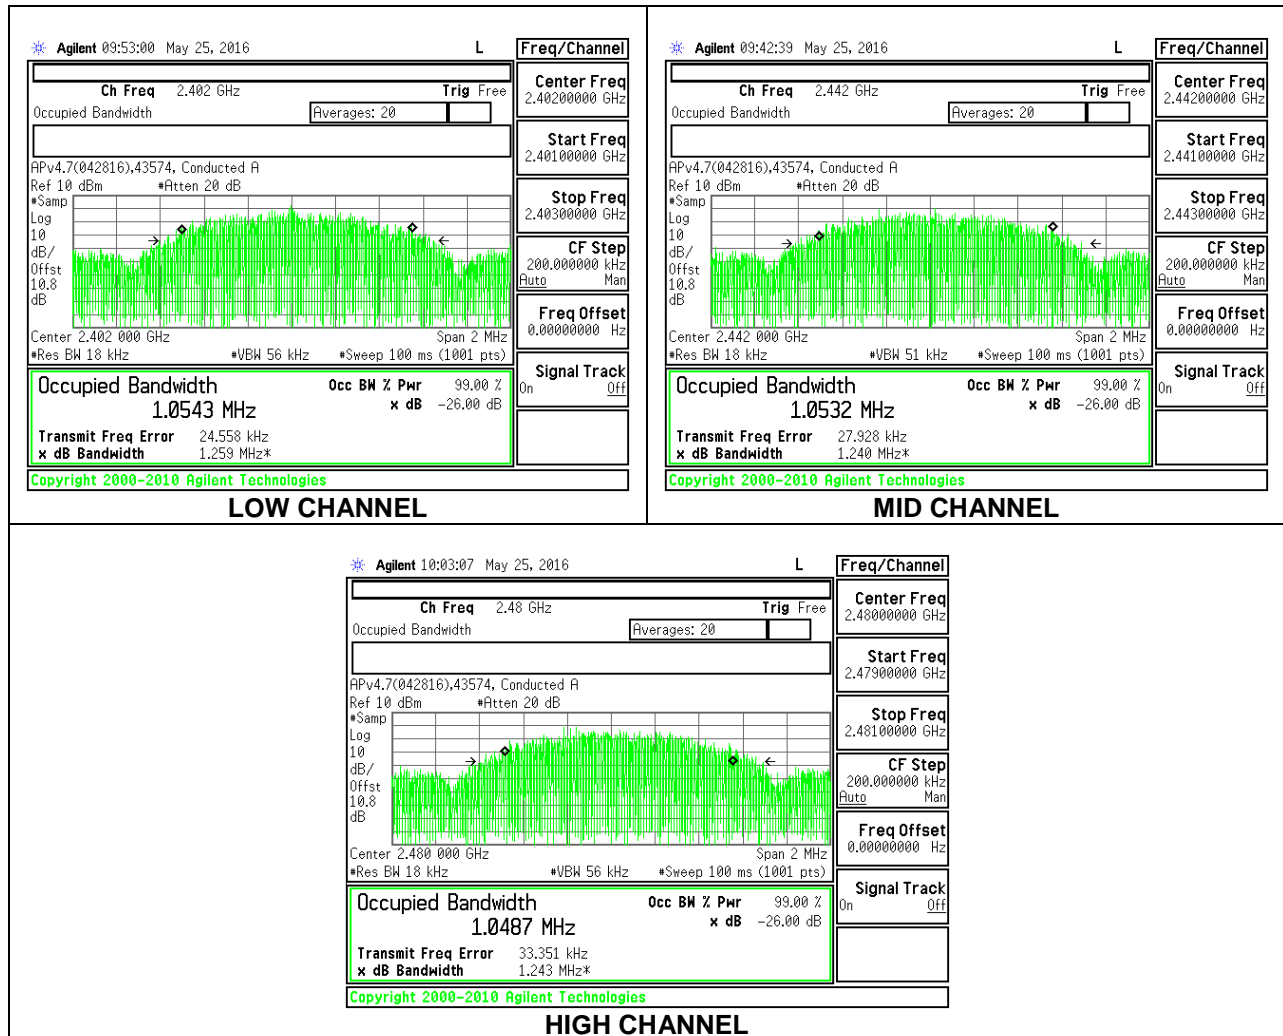 Agilent 09:53:00 May 25, 2016 L
Freq/Channel
Ch Freq 2.402 GHz Trig Free
Occupied Bandwidth Averages: 20
APv4.7(042816),43574, Conducted A
Ref 10 dBm #Atten 20 dB
#Samp
Log
10
dB/
Offst
10.8
dB
Center 2.402 000 GHz Span 2 MHz
#Res BW 18 kHz #VBW 56 kHz #Sweep 100 ms (1001 pts)
Occupied Bandwidth Occ BW % Pwr 99.00 %
1.0543 MHz x dB -26.00 dB
Transmit Freq Error 24.558 kHz
x dB Bandwidth 1.259 MHz*
Copyright 2000-2010 Agilent Technologies
Center Freq
2.40200000 GHz
Start Freq
2.40100000 GHz
Stop Freq
2.40300000 GHz
CF Step
200.000000 kHz
Auto Man
Freq Offset
0.00000000 Hz
Signal Track
On Off
LOW CHANNEL
Agilent 09:42:39 May 25, 2016 L
Freq/Channel
Ch Freq 2.442 GHz Trig Free
Occupied Bandwidth Averages: 20
APv4.7(042816),43574, Conducted A
Ref 10 dBm #Atten 20 dB
#Samp
Log
10
dB/
Offst
10.8
dB
Center 2.442 000 GHz Span 2 MHz
#Res BW 18 kHz #VBW 51 kHz #Sweep 100 ms (1001 pts)
Occupied Bandwidth Occ BW % Pwr 99.00 %
1.0532 MHz x dB -26.00 dB
Transmit Freq Error 27.928 kHz
x dB Bandwidth 1.240 MHz*
Copyright 2000-2010 Agilent Technologies
Center Freq
2.44200000 GHz
Start Freq
2.44100000 GHz
Stop Freq
2.44300000 GHz
CF Step
200.000000 kHz
Auto Man
Freq Offset
0.00000000 Hz
Signal Track
On Off
MID CHANNEL
Agilent 10:03:07 May 25, 2016 L
Freq/Channel
Ch Freq 2.48 GHz Trig Free
Occupied Bandwidth Averages: 20
APv4.7(042816),43574, Conducted A
Ref 10 dBm #Atten 20 dB
#Samp
Log
10
dB/
Offst
10.8
dB
Center 2.480 000 GHz Span 2 MHz
#Res BW 18 kHz #VBW 56 kHz #Sweep 100 ms (1001 pts)
Occupied Bandwidth Occ BW % Pwr 99.00 %
1.0487 MHz x dB -26.00 dB
Transmit Freq Error 33.351 kHz
x dB Bandwidth 1.243 MHz*
Copyright 2000-2010 Agilent Technologies
Center Freq
2.48000000 GHz
Start Freq
2.47900000 GHz
Stop Freq
2.48100000 GHz
CF Step
200.000000 kHz
Auto Man
Freq Offset
0.00000000 Hz
Signal Track
On Off
HIGH CHANNEL